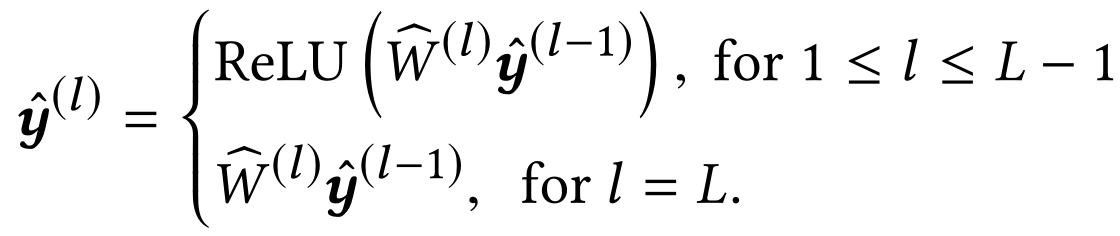 ŷ^(l) = { ReLU (Ŵ^(l) ŷ^(l−1)), for 1 ≤ l ≤ L − 1
Ŵ^(l) ŷ^(l−1), for l = L.